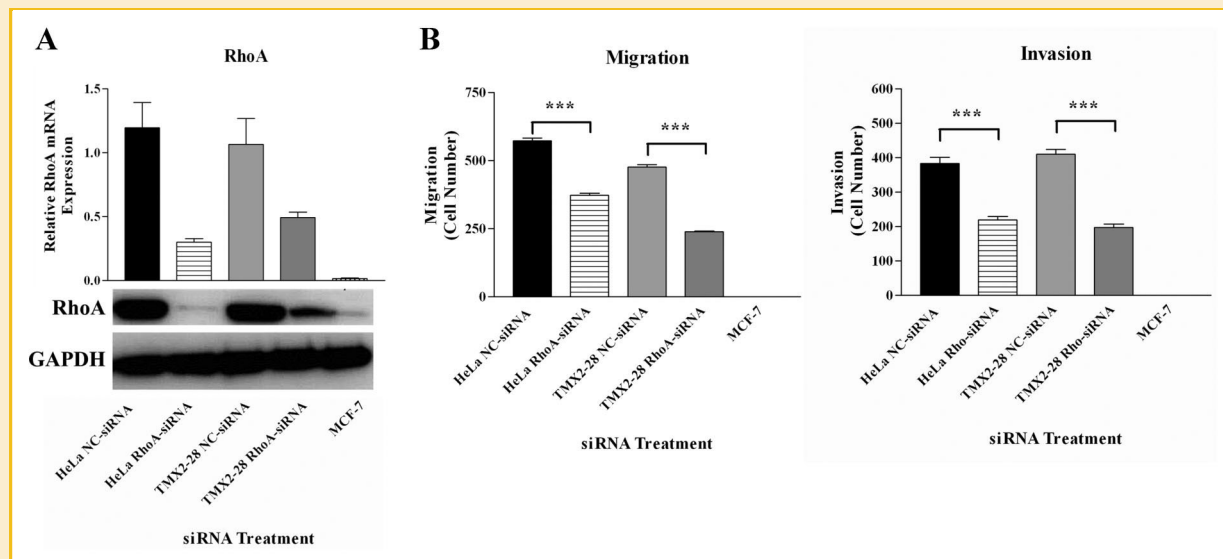 A
RhoA
Relative RhoA mRNA
Expression
1.5
1.0
0.5
0.0
RhoA
GAPDH
HeLa NC-siRNA
HeLa RhoA-siRNA
TMX2-28 NC-siRNA
TMX2-28 RhoA-siRNA
MCF-7
siRNA Treatment
B
Migration
Migration
(Cell Number)
750
500
250
0
***
***
HeLa NC-siRNA
HeLa RhoA-siRNA
TMX2-28 NC-siRNA
TMX2-28 RhoA-siRNA
MCF-7
siRNA Treatment
Invasion
Invasion
(Cell Number)
600
500
400
300
200
100
0
***
***
HeLa NC-siRNA
HeLa Rho-siRNA
TMX2-28 NC-siRNA
TMX2-28 Rho-siRNA
MCF-7
siRNA Treatment